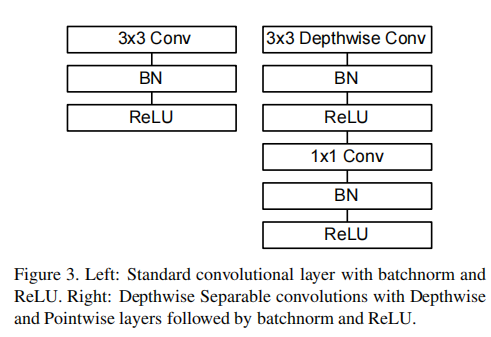 3x3 Conv
BN
ReLU
3x3 Depthwise Conv
BN
ReLU
1x1 Conv
BN
ReLU
Figure 3. Left: Standard convolutional layer with batchnorm and
ReLU. Right: Depthwise Separable convolutions with Depthwise
and Pointwise layers followed by batchnorm and ReLU.